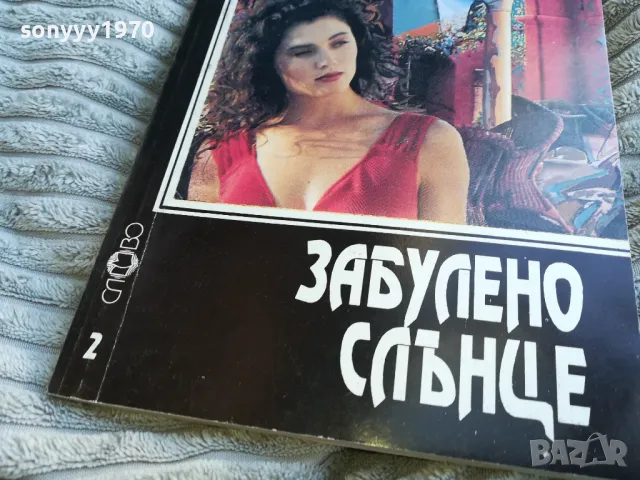 sonyyy1970
СЛОВО
2
ЗАБУЛЕНО
СЛЪНЦЕ
BAZAR